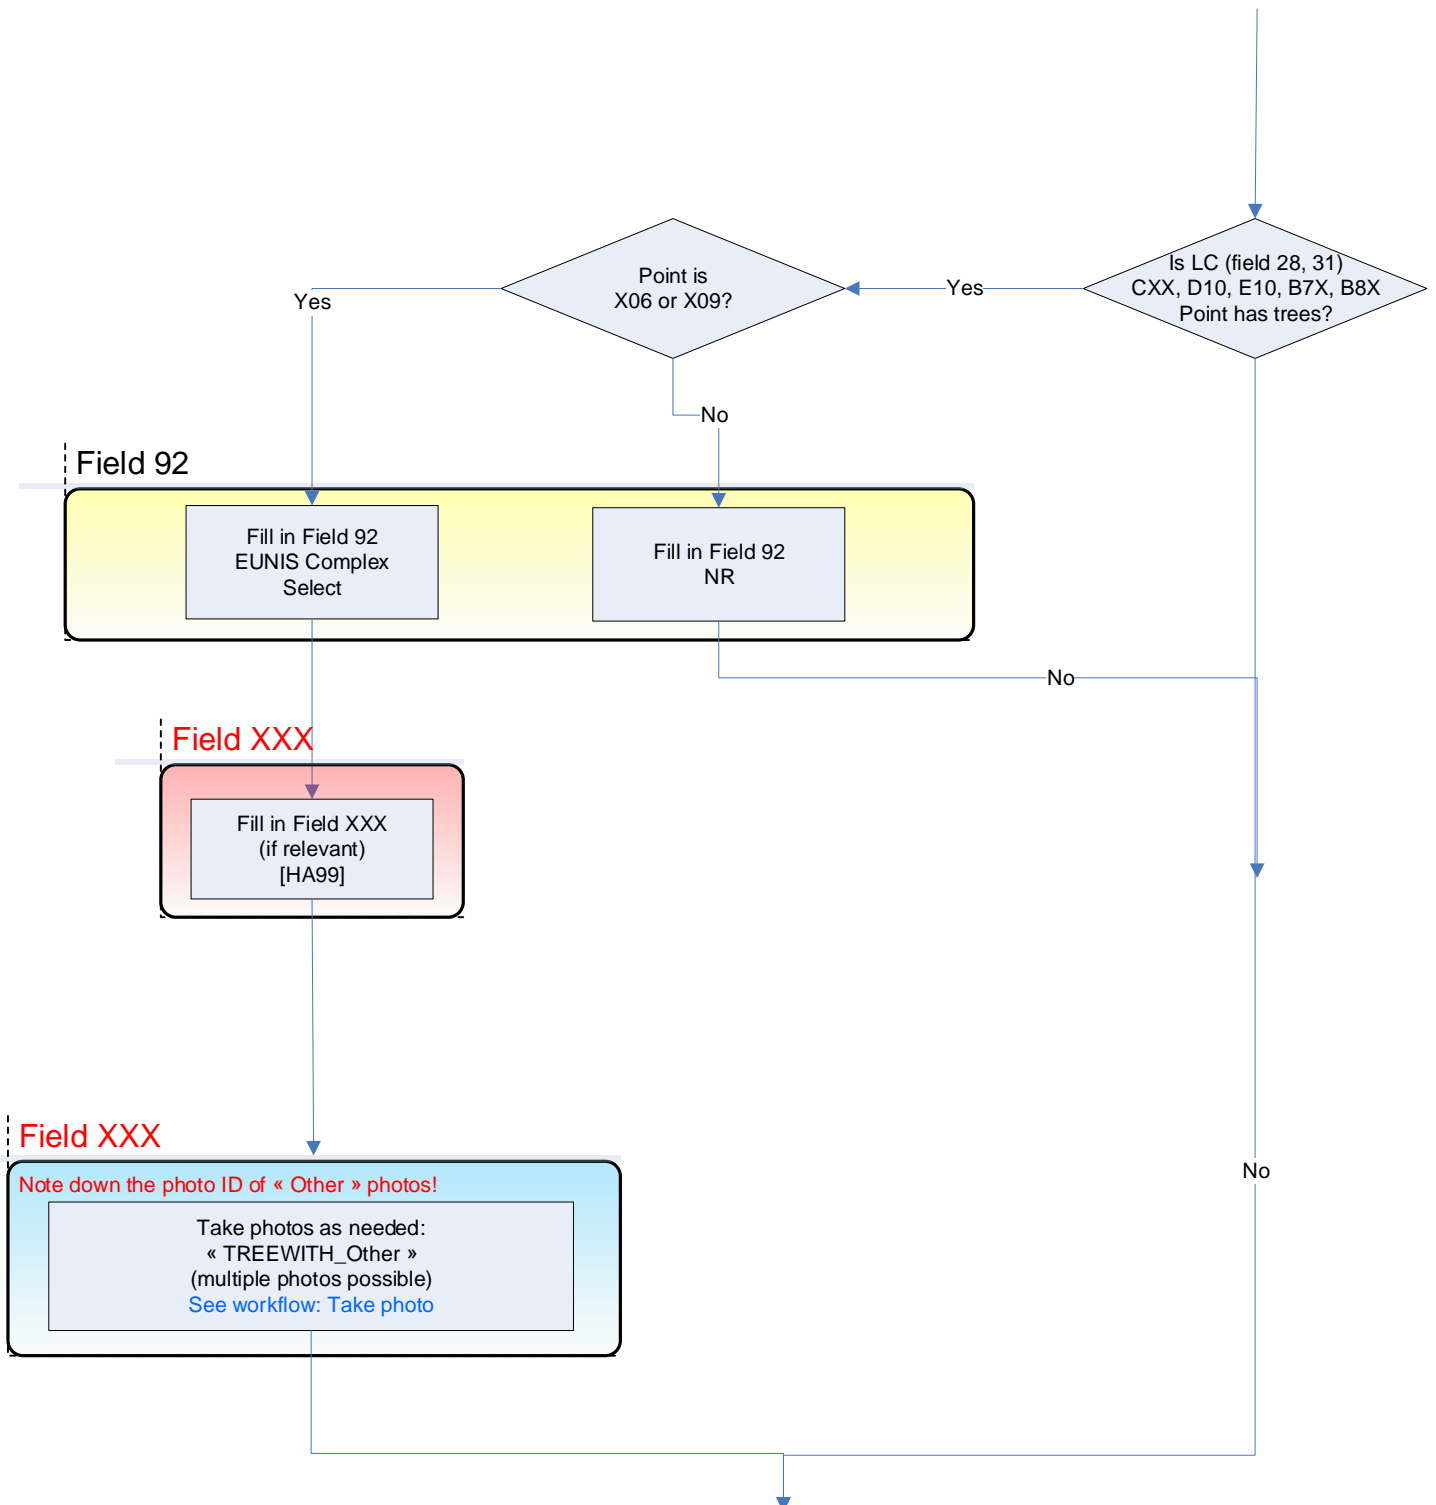 Is LC (field 28, 31)
CXX, D10, E10, B7X, B8X
Point has trees?
Yes
Point is
X06 or X09?
Yes
No
Field 92
Fill in Field 92
EUNIS Complex
Select
Fill in Field 92
NR
No
Field XXX
Fill in Field XXX
(if relevant)
[HA99]
Field XXX
No
Note down the photo ID of « Other » photos!
Take photos as needed:
« TREEWITH_Other »
(multiple photos possible)
See workflow: Take photo